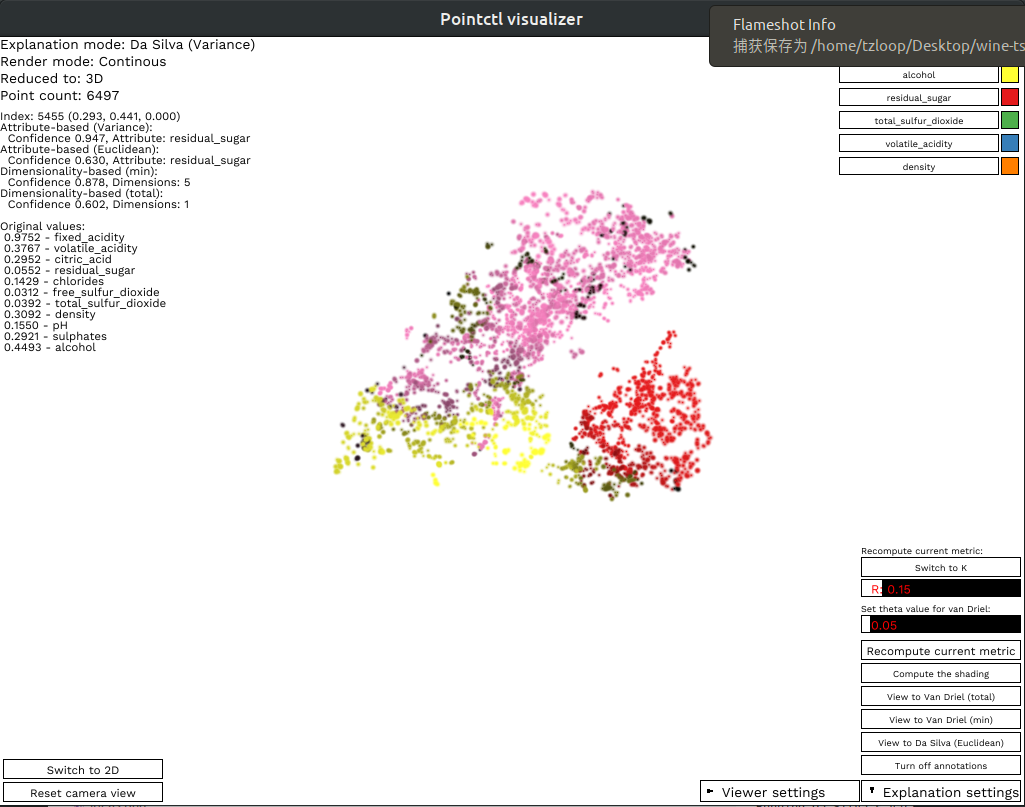 Pointctl visualizer
Flameshot Info
捕获保存为 /home/tzloop/Desktop/wine-ts
Explanation mode: Da Silva (Variance)
Render mode: Continous
Reduced to: 3D
Point count: 6497
Index: 5455 (0.293, 0.441, 0.000)
Attribute-based (Variance):
Confidence 0.947, Attribute: residual_sugar
Attribute-based (Euclidean):
Confidence 0.630, Attribute: residual_sugar
Dimensionality-based (min):
Confidence 0.878, Dimensions: 5
Dimensionality-based (total):
Confidence 0.602, Dimensions: 1
Original values:
0.9752 - fixed_acidity
0.3767 - volatile_acidity
0.2952 - citric_acid
0.0552 - residual_sugar
0.1429 - chlorides
0.0312 - free_sulfur_dioxide
0.0392 - total_sulfur_dioxide
0.3092 - density
0.1550 - pH
0.2921 - sulphates
0.4493 - alcohol
alcohol
residual_sugar
total_sulfur_dioxide
volatile_acidity
density
Recompute current metric:
Switch to K
R: 0.15
Set theta value for van Driel:
0.05
Recompute current metric
Compute the shading
View to Van Driel (total)
View to Van Driel (min)
View to Da Silva (Euclidean)
Turn off annotations
Switch to 2D
Reset camera view
Viewer settings
Explanation settings